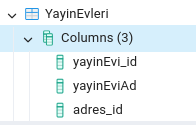 YayinEvleri
Columns (3)
yayinEvi_id
yayinEviAd
adres_id